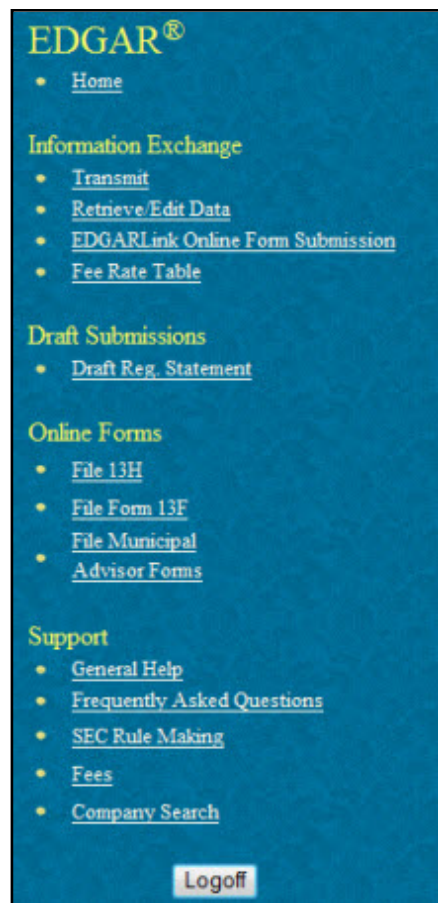 EDGAR®
Home
Information Exchange
Transmit
Retrieve/Edit Data
EDGARLink Online Form Submission
Fee Rate Table
Draft Submissions
Draft Reg. Statement
Online Forms
File 13H
File Form 13F
File Municipal
Advisor Forms
Support
General Help
Frequently Asked Questions
SEC Rule Making
Fees
Company Search
Logoff